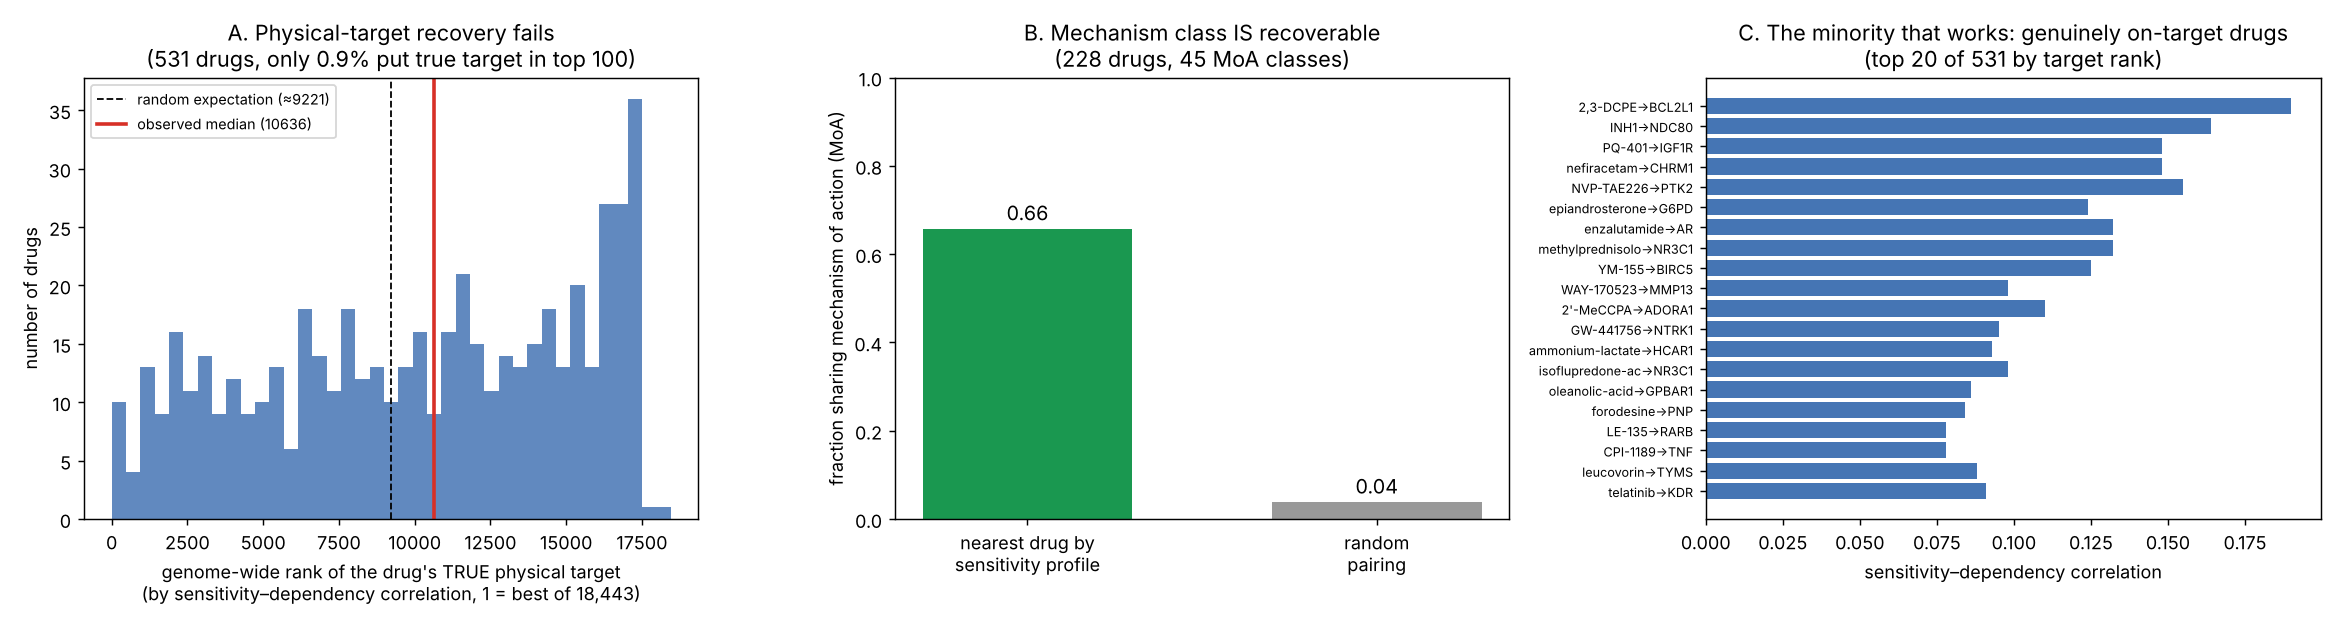 A. Physical-target recovery fails
(531 drugs, only 0.9% put true target in top 100)
random expectation (≈9221)
observed median (10636)
number of drugs
35
30
25
20
15
10
5
0
0 2500 5000 7500 10000 12500 15000 17500
genome-wide rank of the drug's TRUE physical target
(by sensitivity–dependency correlation, 1 = best of 18,443)
B. Mechanism class IS recoverable
(228 drugs, 45 MoA classes)
fraction sharing mechanism of action (MoA)
1.0
0.8
0.6
0.4
0.2
0.0
0.66
0.04
nearest drug by
sensitivity profile
random
pairing
C. The minority that works: genuinely on-target drugs
(top 20 of 531 by target rank)
2,3-DCPE→BCL2L1
INH1→NDC80
PQ-401→IGF1R
nefiracetam→CHRM1
NVP-TAE226→PTK2
epiandrosterone→G6PD
enzalutamide→AR
methylprednisolo→NR3C1
YM-155→BIRC5
WAY-170523→MMP13
2'-MeCCPA→ADORA1
GW-441756→NTRK1
ammonium-lactate→HCAR1
isoflupredone-ac→NR3C1
oleanolic-acid→GPBAR1
forodesine→PNP
LE-135→RARB
CPI-1189→TNF
leucovorin→TYMS
telatinib→KDR
0.000 0.025 0.050 0.075 0.100 0.125 0.150 0.175
sensitivity–dependency correlation